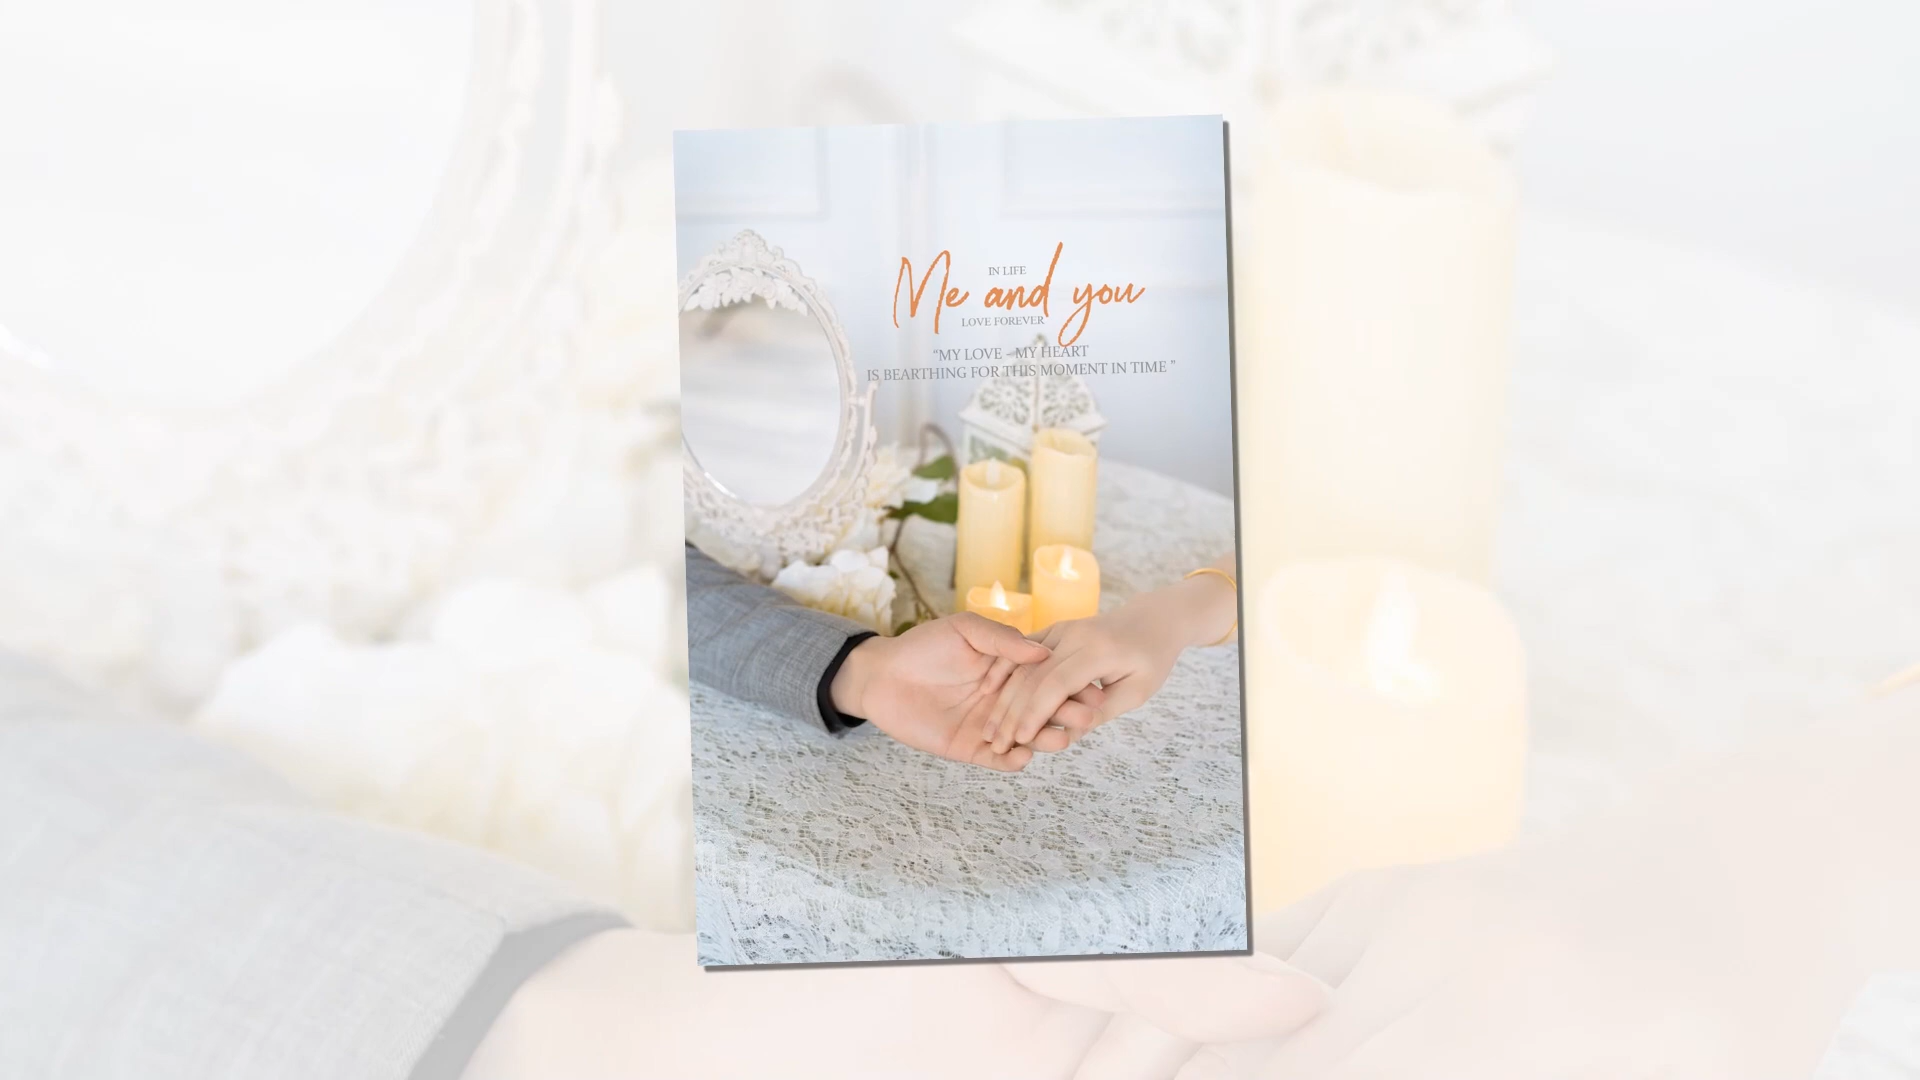 IN LIFE
Me and you
LOVE FOREVER
“MY LOVE - MY HEART
IS BEARTHING FOR THIS MOMENT IN TIME ”